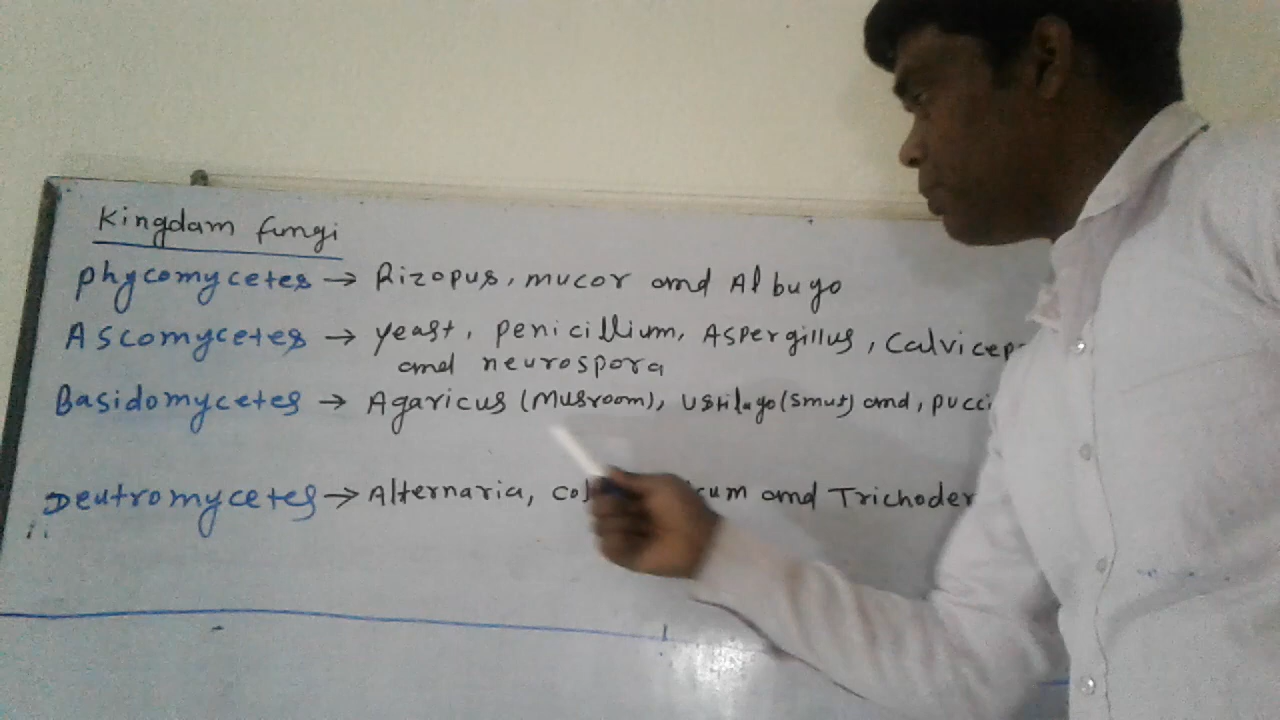 Kingdam fungi
Phycomycetes → Rizopus, mucor and Albugo
Ascomycetes → yeast, penicillium, Aspergillus, Calvicep
and neurospora
Basidomycetes → Agaricus (Musroom), Ustilago (smut) and, pucci
Deutromycetes → Alternaria, and Trichoder